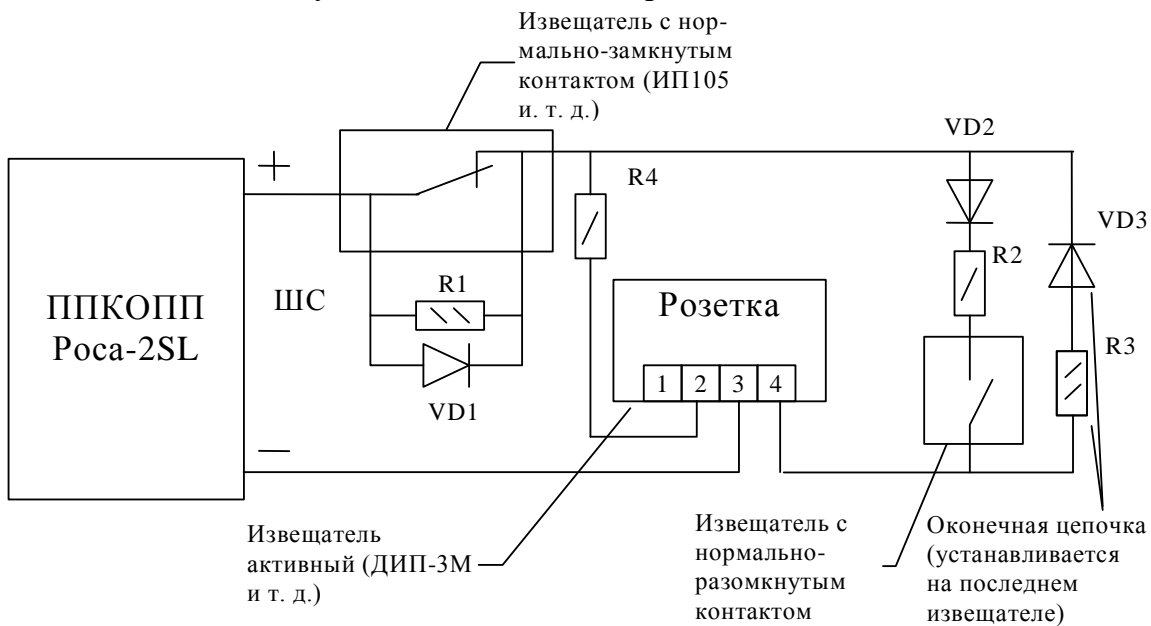 Извещатель с нор-
мально-замкнутым
контактом (ИП105
и. т. д.)
VD2
+
R4
VD3
R2
R1
ППКОПП
Роса-2SL
ШС
Розетка
1 2 3 4
R3
VD1
—
Извещатель
активный (ДИП-3М
и т. д.)
Извещатель с
нормально-
разомкнутым
контактом
Оконечная цепочка
(устанавливается
на последнем
извещателе)